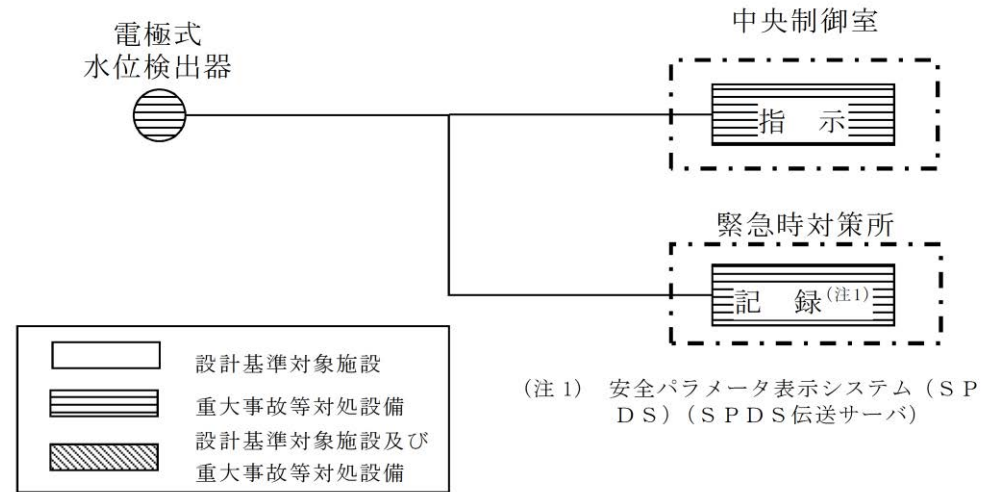 電極式
水位検出器
中央制御室
指　示
緊急時対策所
記　録(注1)
設計基準対象施設
重大事故等対処設備
設計基準対象施設及び
重大事故等対処設備
(注1)　安全パラメータ表示システム（ＳＰ
ＤＳ）（ＳＰＤＳ伝送サーバ）